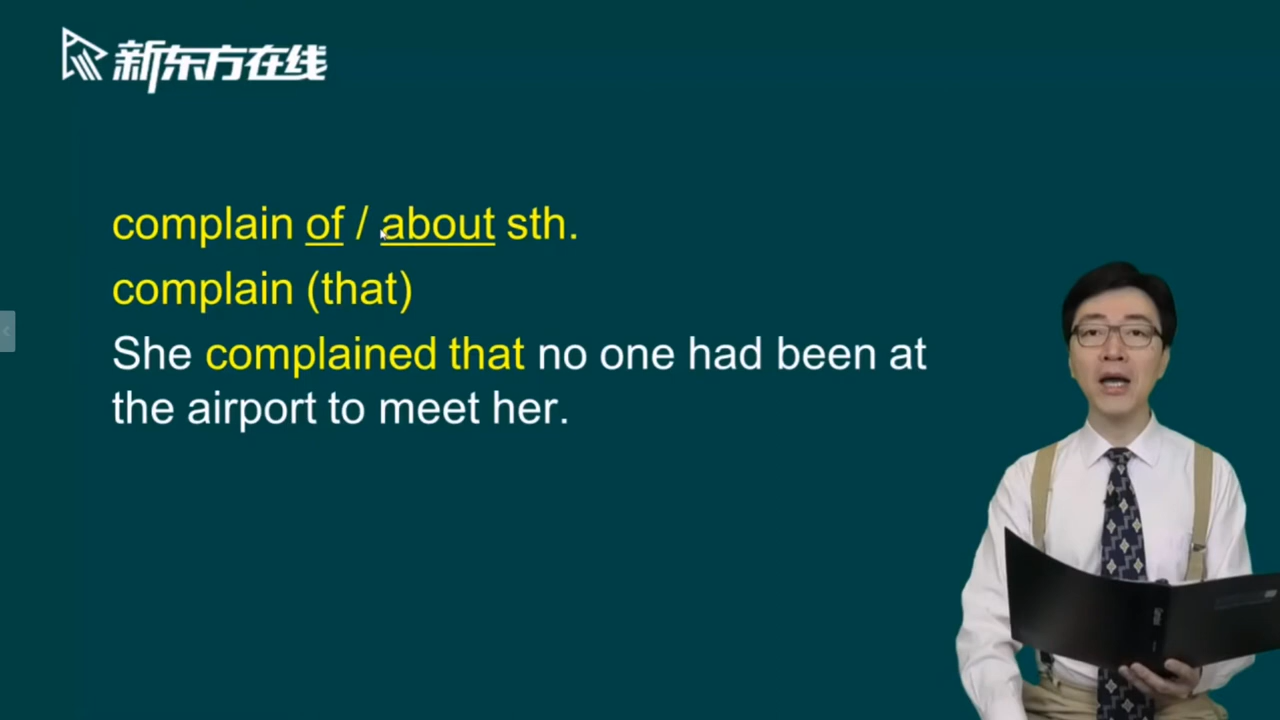 新东方在线
complain of / about sth.
complain (that)
She complained that no one had been at
the airport to meet her.